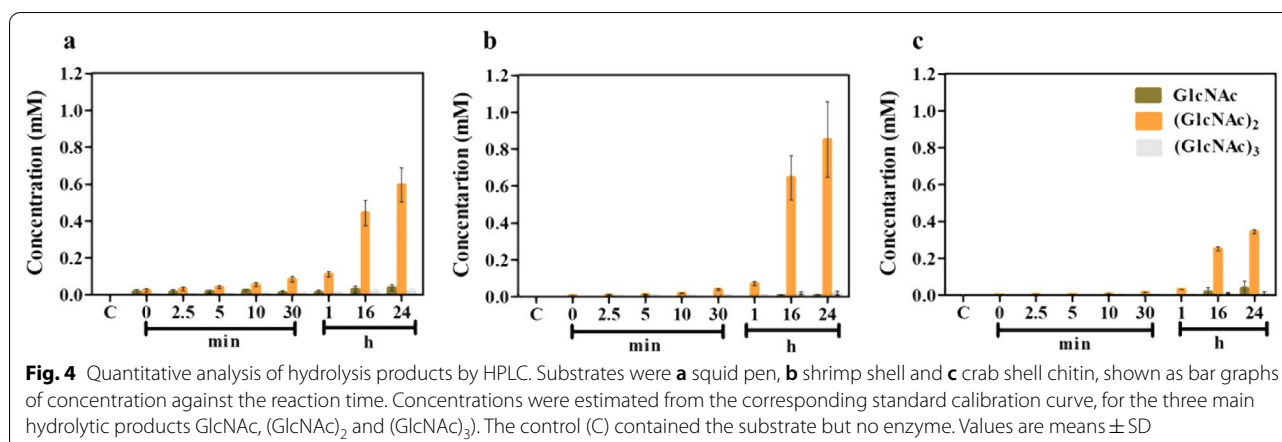 a
Concentration (mM)
1.2
1.0
0.8
0.6
0.4
0.2
0.0
C 0 2.5 5 10 30 1 16 24
min h
b
Concentartion (mM)
1.2
1.0
0.8
0.6
0.4
0.2
0.0
C 0 2.5 5 10 30 1 16 24
min h
c
Concentartion (mM)
1.2
1.0
0.8
0.6
0.4
0.2
0.0
C 0 2.5 5 10 30 1 16 24
min h
GlcNAc
(GlcNAc)2
(GlcNAc)3
Fig. 4 Quantitative analysis of hydrolysis products by HPLC. Substrates were a squid pen, b shrimp shell and c crab shell chitin, shown as bar graphs
of concentration against the reaction time. Concentrations were estimated from the corresponding standard calibration curve, for the three main
hydrolytic products GlcNAc, (GlcNAc)2 and (GlcNAc)3). The control (C) contained the substrate but no enzyme. Values are means ± SD